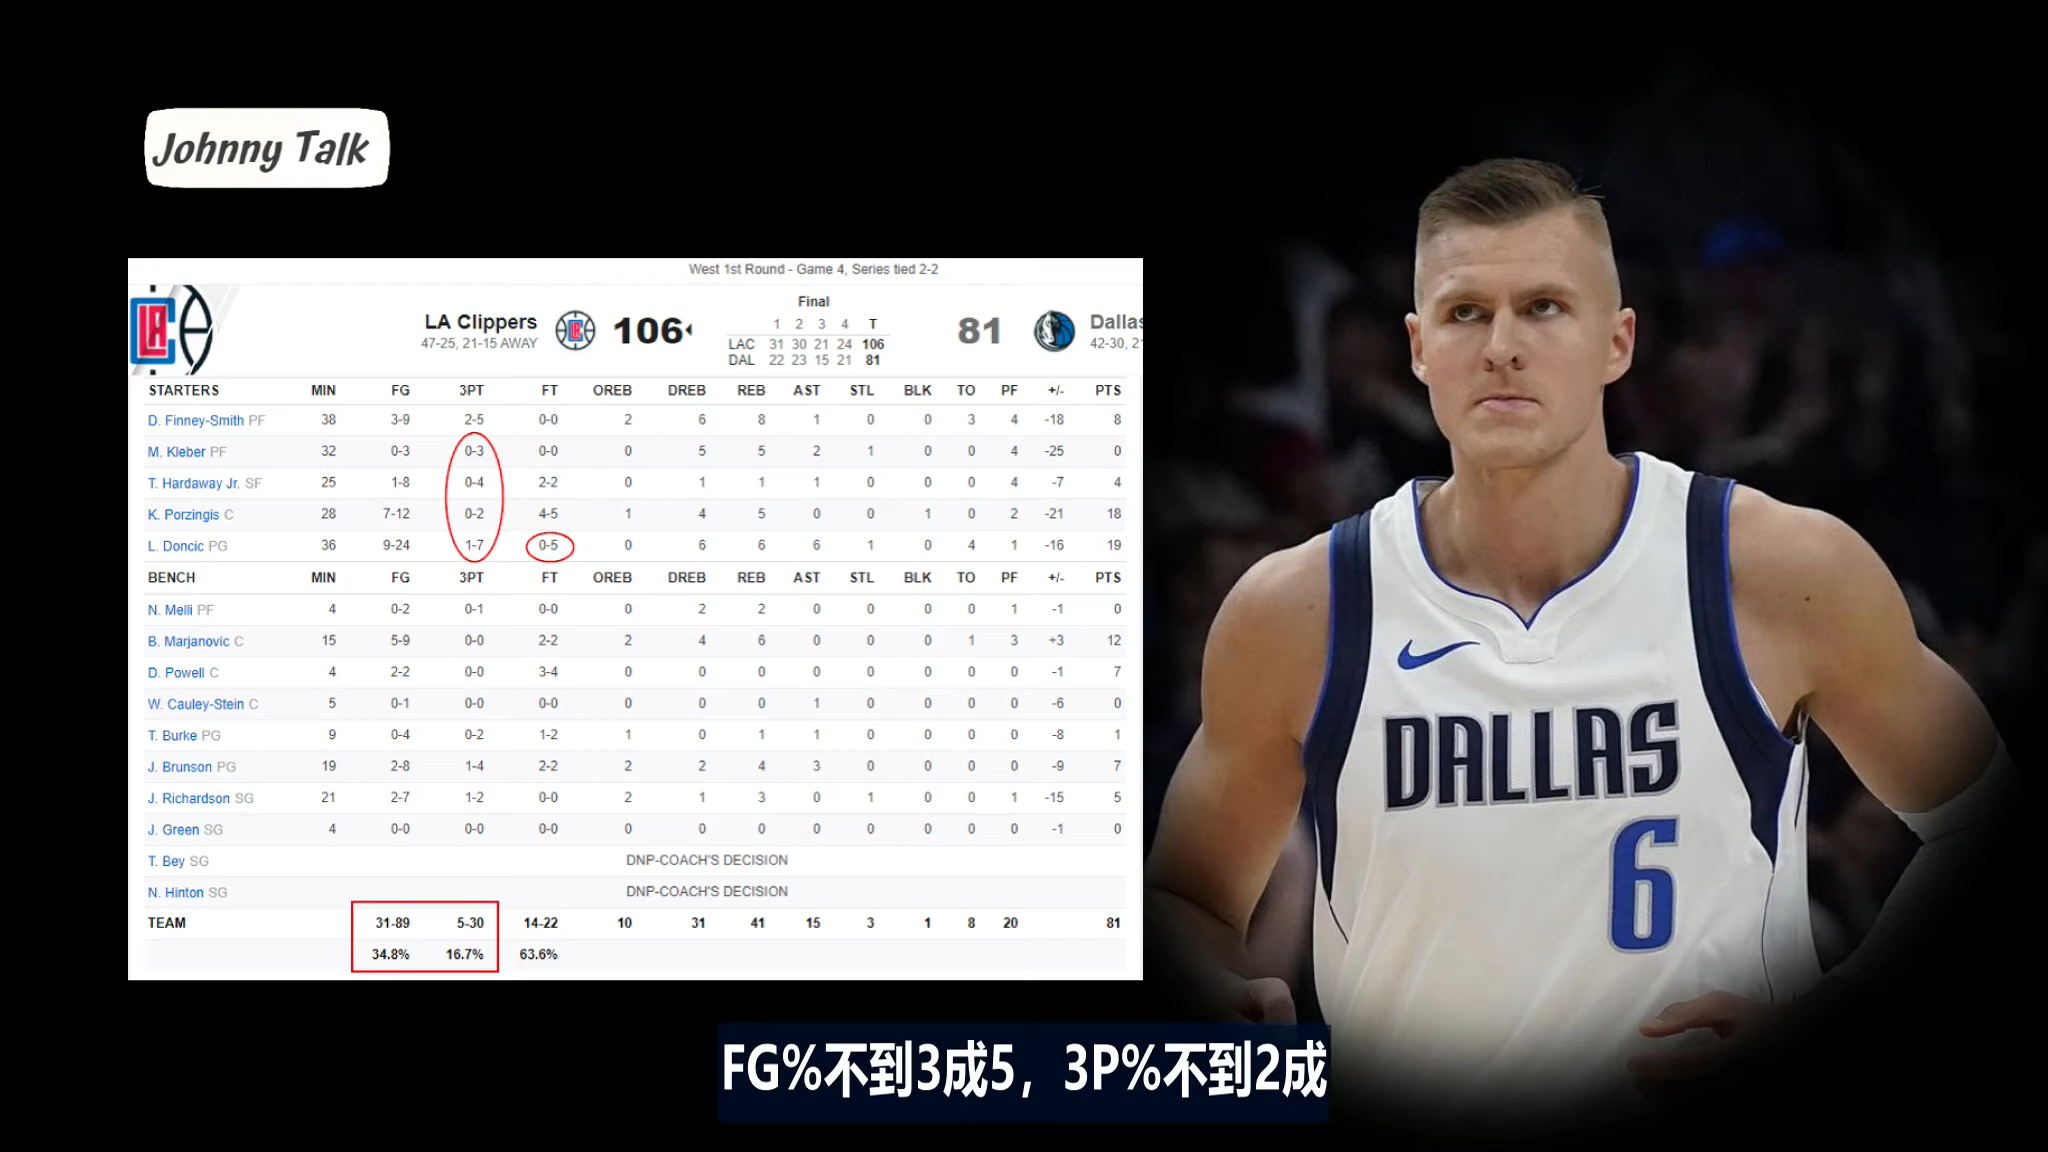 Johnny Talk
West 1st Round - Game 4, Series tied 2-2
LA Clippers
47-25, 21-15 AWAY
106
Final
1 2 3 4 T
LAC 31 30 21 24 106
DAL 22 23 15 21 81
81
Dallas
42-30, 21
STARTERS MIN FG 3PT FT OREB DREB REB AST STL BLK TO PF +/- PTS
D. Finney-Smith PF 38 3-9 2-5 0-0 2 6 8 1 0 0 3 4 -18 8
M. Kleber PF 32 0-3 0-3 0-0 0 5 5 2 1 0 0 4 -25 0
T. Hardaway Jr. SF 25 1-8 0-4 2-2 0 1 1 1 0 0 0 4 -7 4
K. Porzingis C 28 7-12 0-2 4-5 1 4 5 0 0 1 0 2 -21 18
L. Doncic PG 36 9-24 1-7 0-5 0 6 6 6 1 0 4 1 -16 19
BENCH MIN FG 3PT FT OREB DREB REB AST STL BLK TO PF +/- PTS
N. Melli PF 4 0-2 0-1 0-0 0 2 2 0 0 0 0 1 -1 0
B. Marjanovic C 15 5-9 0-0 2-2 2 4 6 0 0 0 1 3 +3 12
D. Powell C 4 2-2 0-0 3-4 0 0 0 0 0 0 0 0 -1 7
W. Cauley-Stein C 5 0-1 0-0 0-0 0 0 0 1 0 0 0 0 -6 0
T. Burke PG 9 0-4 0-2 1-2 1 0 1 1 0 0 0 0 -8 1
J. Brunson PG 19 2-8 1-4 2-2 2 2 4 3 0 0 0 0 -9 7
J. Richardson SG 21 2-7 1-2 0-0 2 1 3 0 1 0 0 1 -15 5
J. Green SG 4 0-0 0-0 0-0 0 0 0 0 0 0 0 0 -1 0
T. Bey SG DNP-COACH'S DECISION
N. Hinton SG DNP-COACH'S DECISION
TEAM 31-89 5-30 14-22 10 31 41 15 3 1 8 20 81
34.8% 16.7% 63.6%
DALLAS
6
FG%不到3成5，3P%不到2成